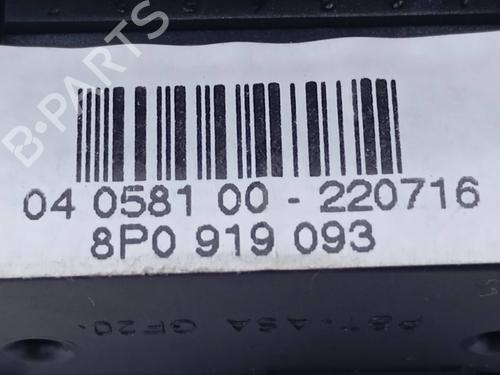 B-PARTS
04 0581 00 - 220716
8P0 919 093
PBT-ASA GF20.